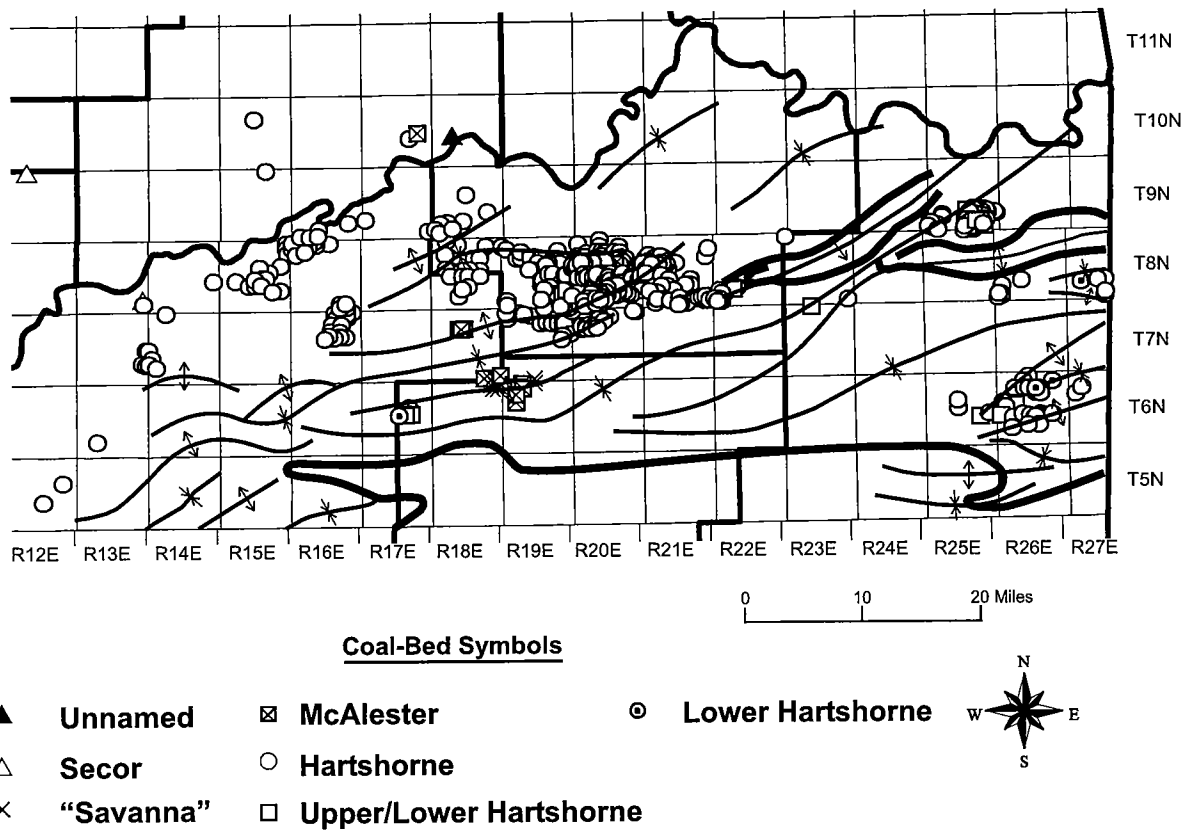 T11N
T10N
T9N
T8N
T7N
T6N
T5N
R12E R13E R14E R15E R16E R17E R18E R19E R20E R21E R22E R23E R24E R25E R26E R27E
0 10 20 Miles
Coal-Bed Symbols
N
W E
S
Unnamed McAlester Lower Hartshorne
Secor Hartshorne
"Savanna" Upper/Lower Hartshorne